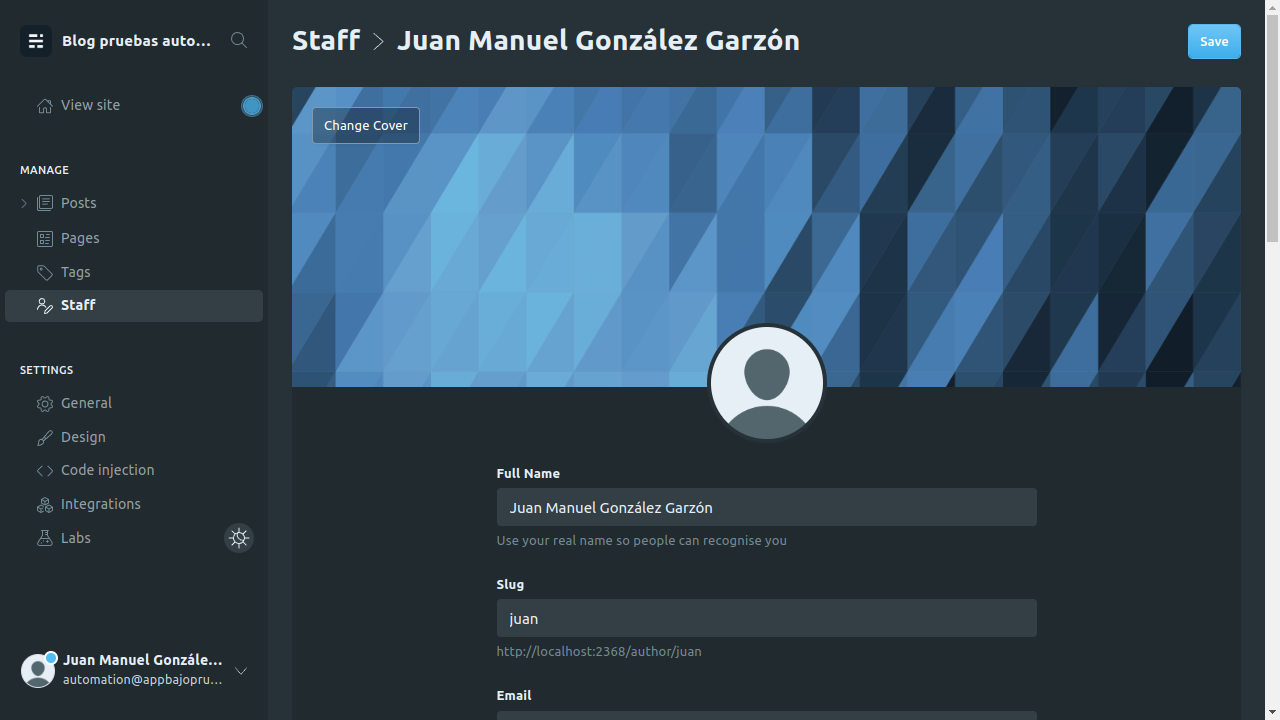 Blog pruebas auto...
View site
MANAGE
Posts
Pages
Tags
Staff
SETTINGS
General
Design
Code injection
Integrations
Labs
Juan Manuel Gonzále...
automation@appbajopru...
Staff > Juan Manuel González Garzón
Save
Change Cover
Full Name
Juan Manuel González Garzón
Use your real name so people can recognise you
Slug
juan
http://localhost:2368/author/juan
Email